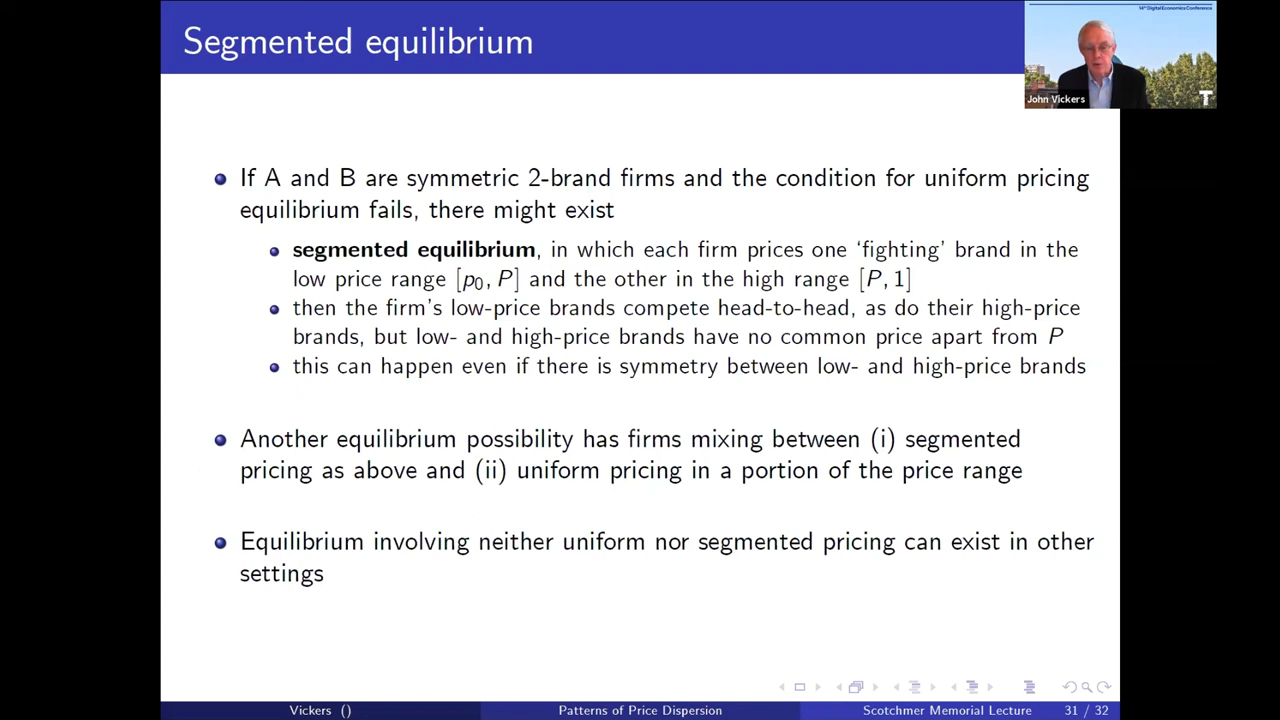 Segmented equilibrium
14th Digital Economics Conference
John Vickers
T
If A and B are symmetric 2-brand firms and the condition for uniform pricing
equilibrium fails, there might exist
segmented equilibrium, in which each firm prices one ‘fighting’ brand in the
low price range [p₀, P] and the other in the high range [P, 1]
then the firm's low-price brands compete head-to-head, as do their high-price
brands, but low- and high-price brands have no common price apart from P
this can happen even if there is symmetry between low- and high-price brands
Another equilibrium possibility has firms mixing between (i) segmented
pricing as above and (ii) uniform pricing in a portion of the price range
Equilibrium involving neither uniform nor segmented pricing can exist in other
settings
Vickers ()
Patterns of Price Dispersion
Scotchmer Memorial Lecture
31 / 32